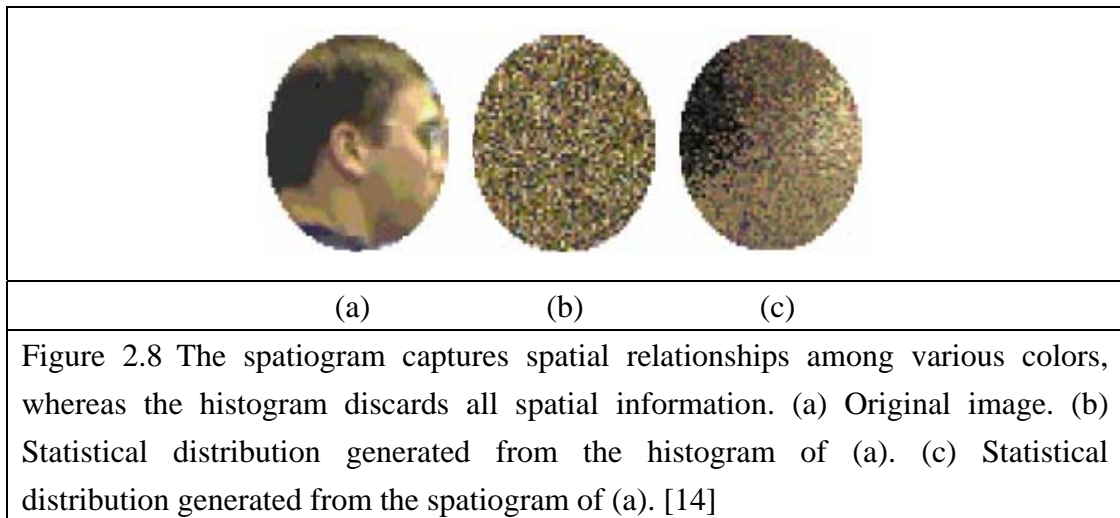 (a) (b) (c)
Figure 2.8 The spatiogram captures spatial relationships among various colors,
whereas the histogram discards all spatial information. (a) Original image. (b)
Statistical distribution generated from the histogram of (a). (c) Statistical
distribution generated from the spatiogram of (a). [14]